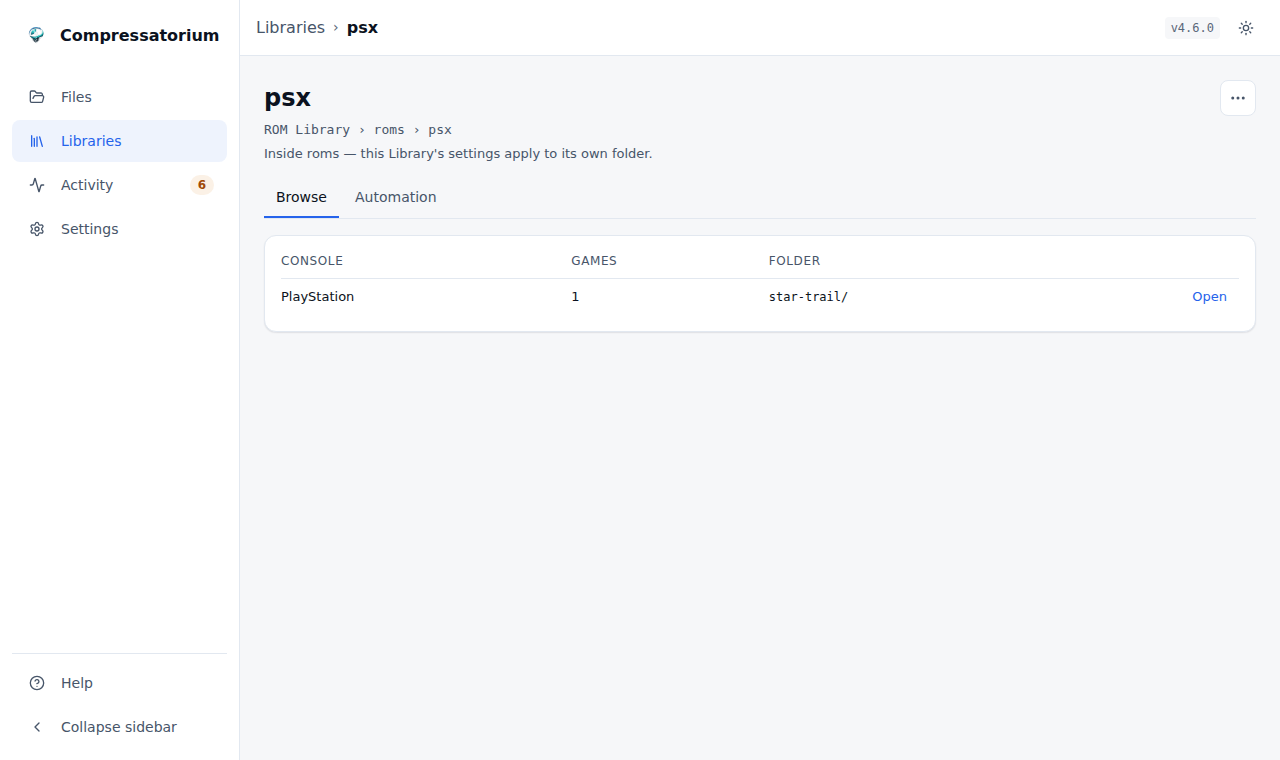 Compressatorium
Libraries › psx
v4.6.0
Files
Libraries
Activity 6
Settings
psx
ROM Library › roms › psx
Inside roms — this Library's settings apply to its own folder.
Browse Automation
CONSOLE GAMES FOLDER
PlayStation 1 star-trail/ Open
Help
Collapse sidebar